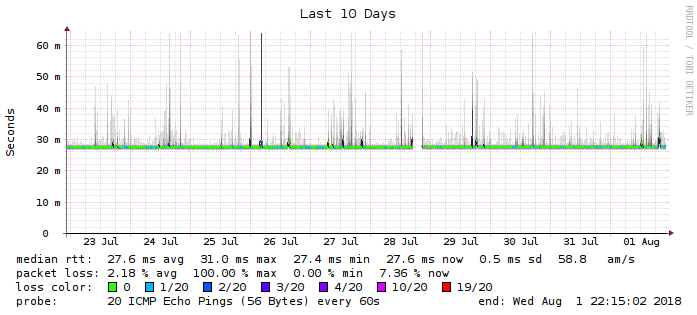 Last 10 Days
RRDTOOL / TOBI OETIKER
Seconds
60 m
50 m
40 m
30 m
20 m
10 m
0
23 Jul 24 Jul 25 Jul 26 Jul 27 Jul 28 Jul 29 Jul 30 Jul 31 Jul 01 Aug
median rtt: 27.6 ms avg 31.0 ms max 27.4 ms min 27.6 ms now 0.5 ms sd 58.8 am/s
packet loss: 2.18 % avg 100.00 % max 0.00 % min 7.36 % now
loss color: 0 1/20 2/20 3/20 4/20 10/20 19/20
probe: 20 ICMP Echo Pings (56 Bytes) every 60s end: Wed Aug 1 22:15:02 2018